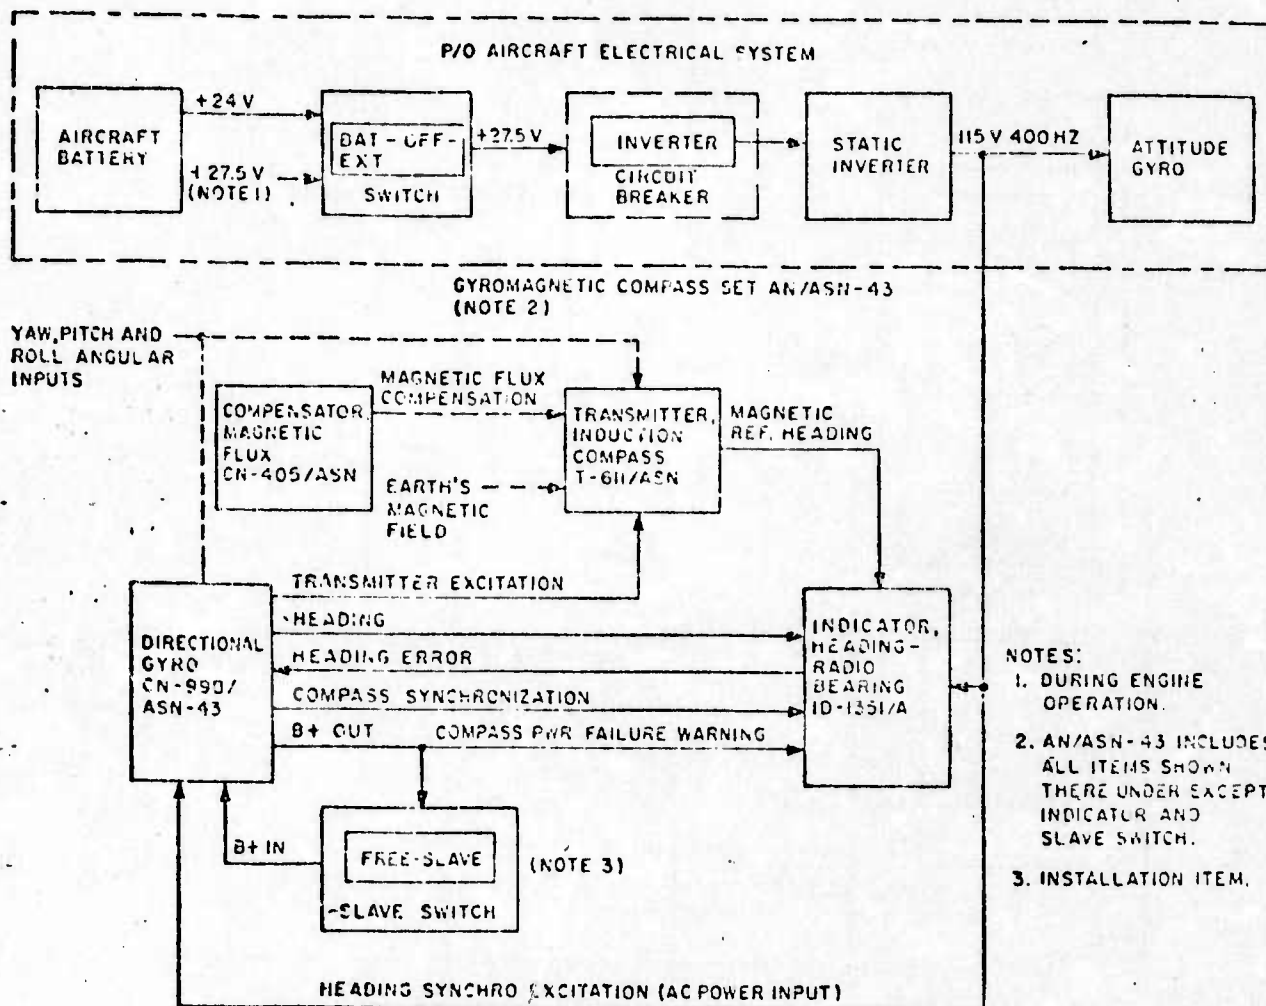 P/O AIRCRAFT ELECTRICAL SYSTEM
AIRCRAFT
BATTERY
+24 V
+27.5 V
(NOTE 1)
BAT-OFF-
EXT
SWITCH
+27.5 V
INVERTER
CIRCUIT
BREAKER
STATIC
INVERTER
115 V 400 HZ
ATTITUDE
GYRO
GYROMAGNETIC COMPASS SET AN/ASN-43
(NOTE 2)
YAW, PITCH AND
ROLL ANGULAR
INPUTS
COMPENSATOR,
MAGNETIC
FLUX
CN-405/ASN
MAGNETIC FLUX
COMPENSATION
EARTH'S
MAGNETIC
FIELD
TRANSMITTER,
INDUCTION
COMPASS
T-611/ASN
MAGNETIC
REF. HEADING
DIRECTIONAL
GYRO
CN-998/
ASN-43
TRANSMITTER EXCITATION
HEADING
HEADING ERROR
COMPASS SYNCHRONIZATION
B+ OUT
COMPASS PWR FAILURE WARNING
INDICATOR,
HEADING-
RADIO
BEARING
ID-1351/A
B+ IN
FREE-SLAVE
SLAVE SWITCH
(NOTE 3)
NOTES:
1. DURING ENGINE
OPERATION.
2. AN/ASN-43 INCLUDES
ALL ITEMS SHOWN
THERE UNDER EXCEPT
INDICATOR AND
SLAVE SWITCH.
3. INSTALLATION ITEM.
HEADING SYNCHRO EXCITATION (AC POWER INPUT)